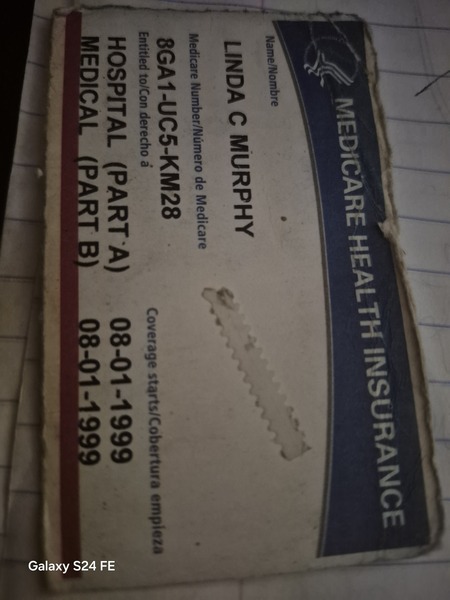 MEDICARE HEALTH INSURANCE
Name/Nombre
LINDA C MURPHY
Medicare Number/Número de Medicare
8GA1-UC5-KM28
Entitled to/Con derecho a
Coverage starts/Cobertura empieza
HOSPITAL (PART A) 08-01-1999
MEDICAL (PART B) 08-01-1999
Galaxy S24 FE